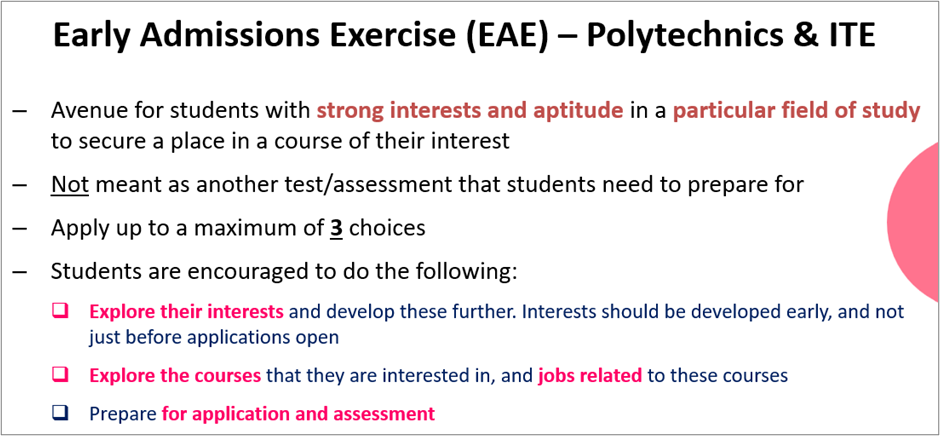 Early Admissions Exercise (EAE) – Polytechnics & ITE
– Avenue for students with strong interests and aptitude in a particular field of study
to secure a place in a course of their interest
– Not meant as another test/assessment that students need to prepare for
– Apply up to a maximum of 3 choices
– Students are encouraged to do the following:
❑ Explore their interests and develop these further. Interests should be developed early, and not
just before applications open
❑ Explore the courses that they are interested in, and jobs related to these courses
❑ Prepare for application and assessment